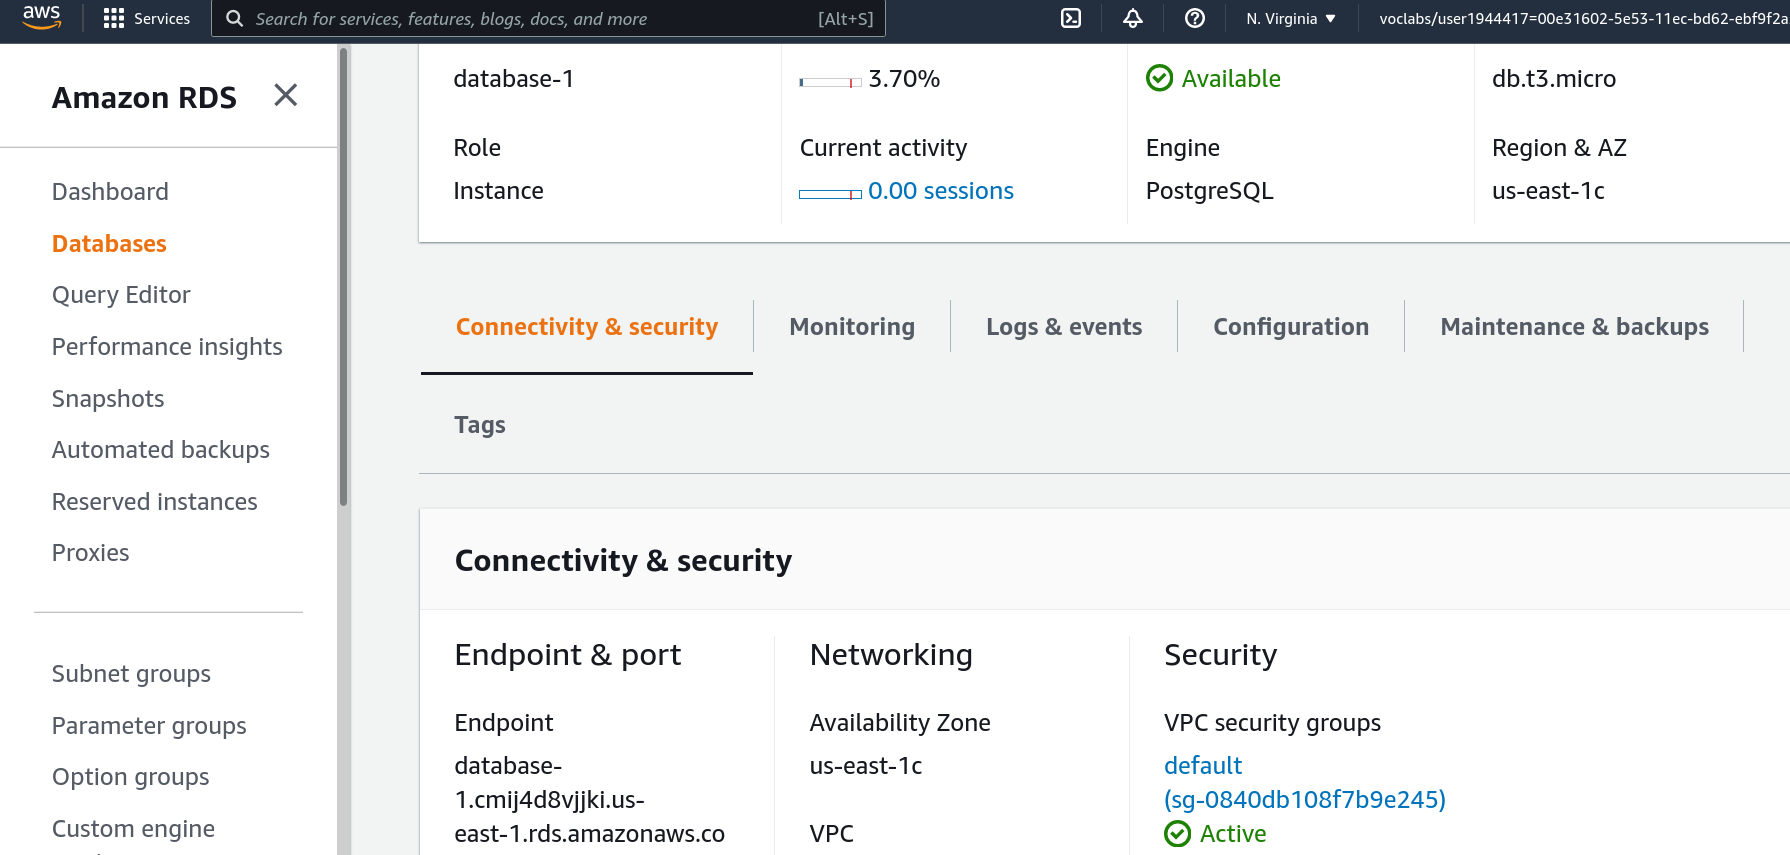 aws
Services
Search for services, features, blogs, docs, and more
[Alt+S]
N. Virginia ▼
voclabs/user1944417=00e31602-5e53-11ec-bd62-ebf9f2a
Amazon RDS
Dashboard
Databases
Query Editor
Performance insights
Snapshots
Automated backups
Reserved instances
Proxies
Subnet groups
Parameter groups
Option groups
Custom engine
database-1
3.70%
Available
db.t3.micro
Role
Current activity
Engine
Region & AZ
Instance
0.00 sessions
PostgreSQL
us-east-1c
Connectivity & security
Monitoring
Logs & events
Configuration
Maintenance & backups
Tags
Connectivity & security
Endpoint & port
Endpoint
database-
1.cmij4d8vjjki.us-
east-1.rds.amazonaws.co
Networking
Availability Zone
us-east-1c
VPC
Security
VPC security groups
default
(sg-0840db108f7b9e245)
Active